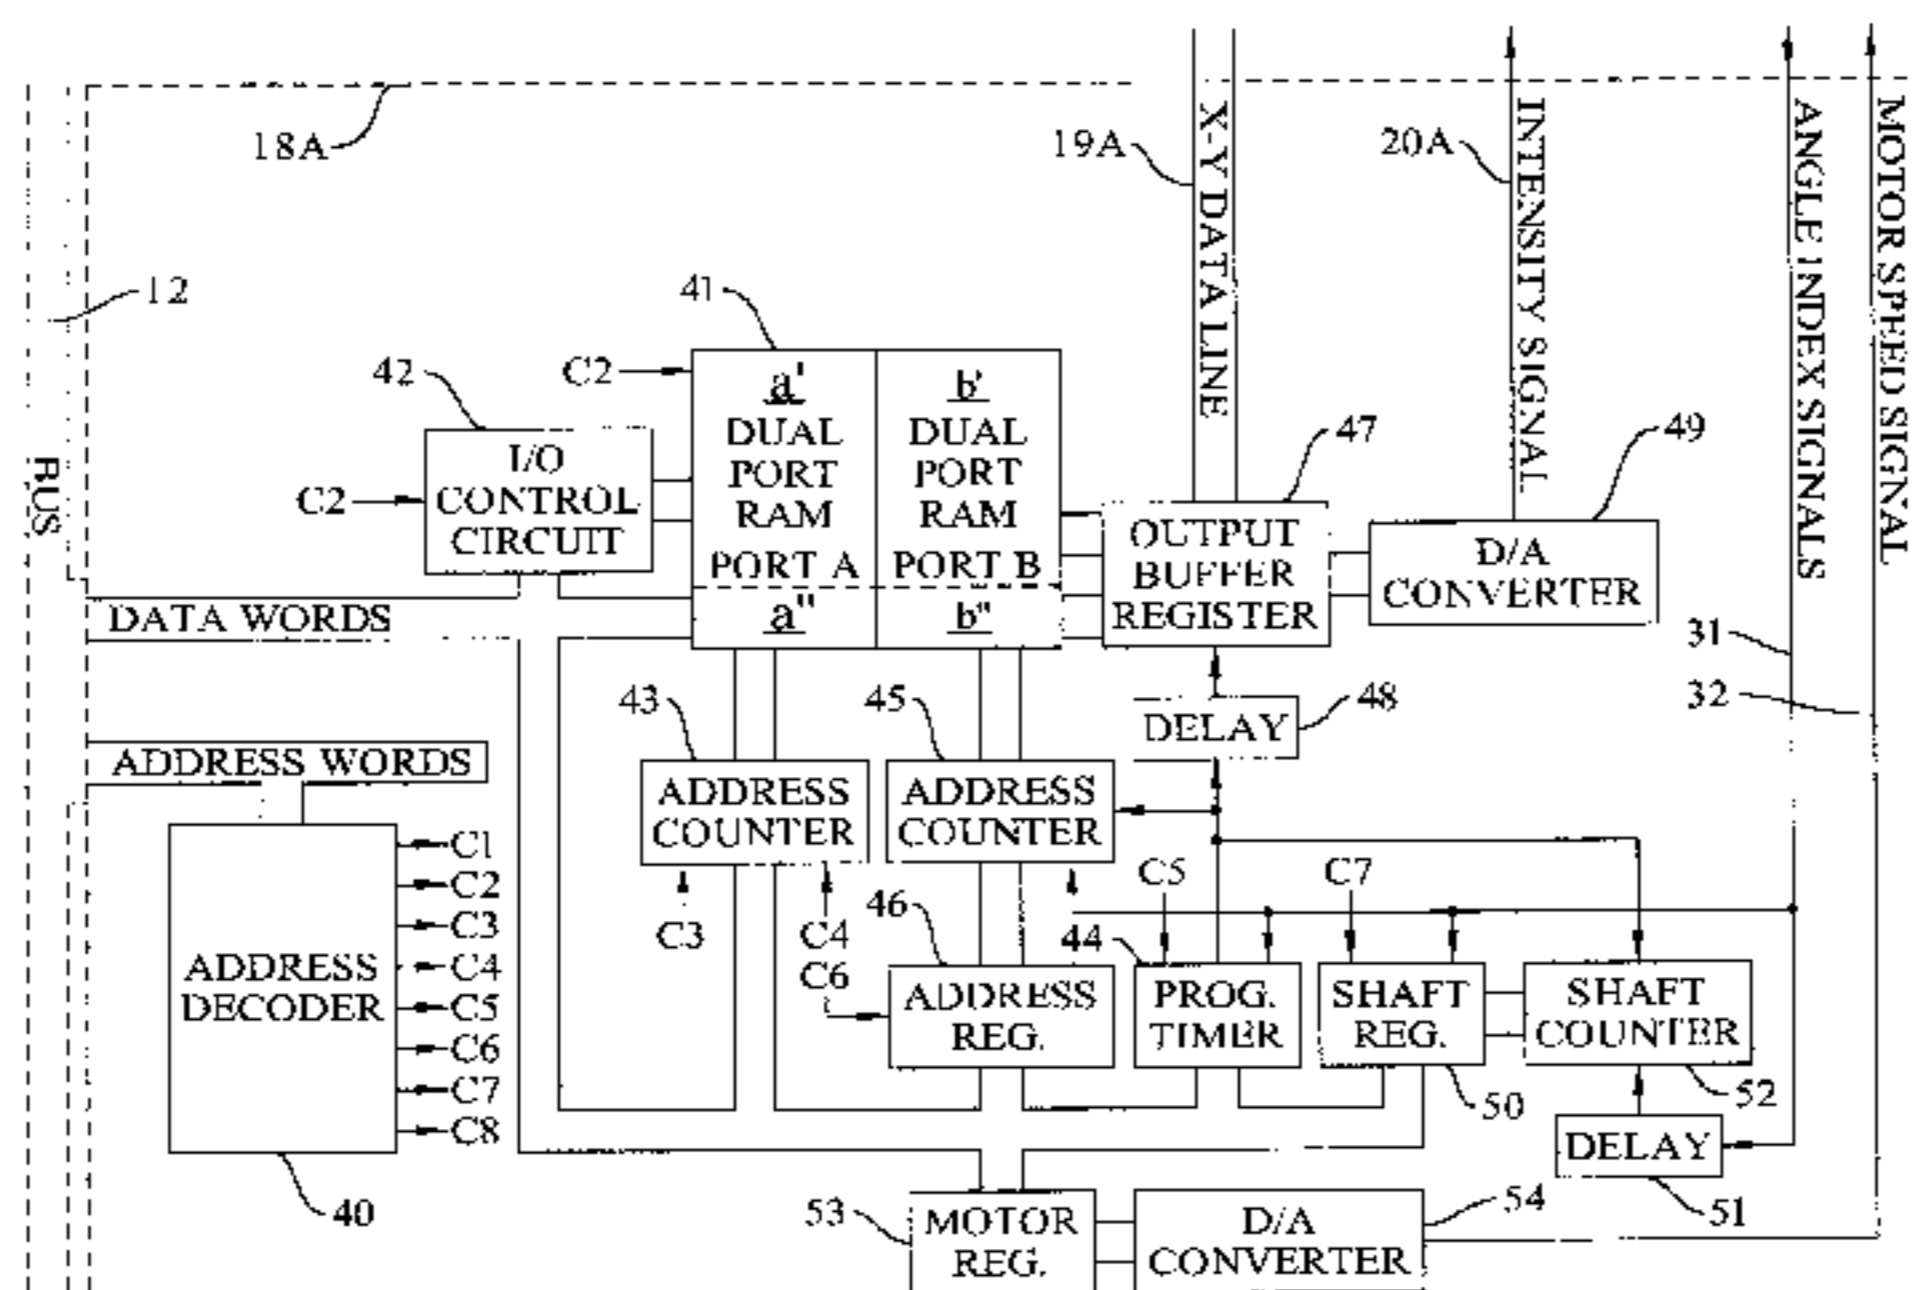 18A
19A
X-Y DATA LINE
20A
INTENSITY SIGNAL
ANGLE INDEX SIGNALS
MOTOR SPEED SIGNAL
12
BUS
41
42
C2
a'
DUAL
PORT
RAM
PORT A
a"
b'
DUAL
PORT
RAM
PORT B
b"
C2
I/O
CONTROL
CIRCUIT
47
OUTPUT
BUFFER
REGISTER
49
D/A
CONVERTER
DATA WORDS
31
32
43
45
DELAY
48
ADDRESS WORDS
ADDRESS
COUNTER
ADDRESS
COUNTER
ADDRESS
DECODER
C1
C2
C3
C4
C5
C6
C7
C8
40
C3
C4
C6
46
44
C5
C7
ADDRESS
REG.
PROG.
TIMER
SHAFT
REG.
50
SHAFT
COUNTER
52
DELAY
51
53
MOTOR
REG.
D/A
CONVERTER
54